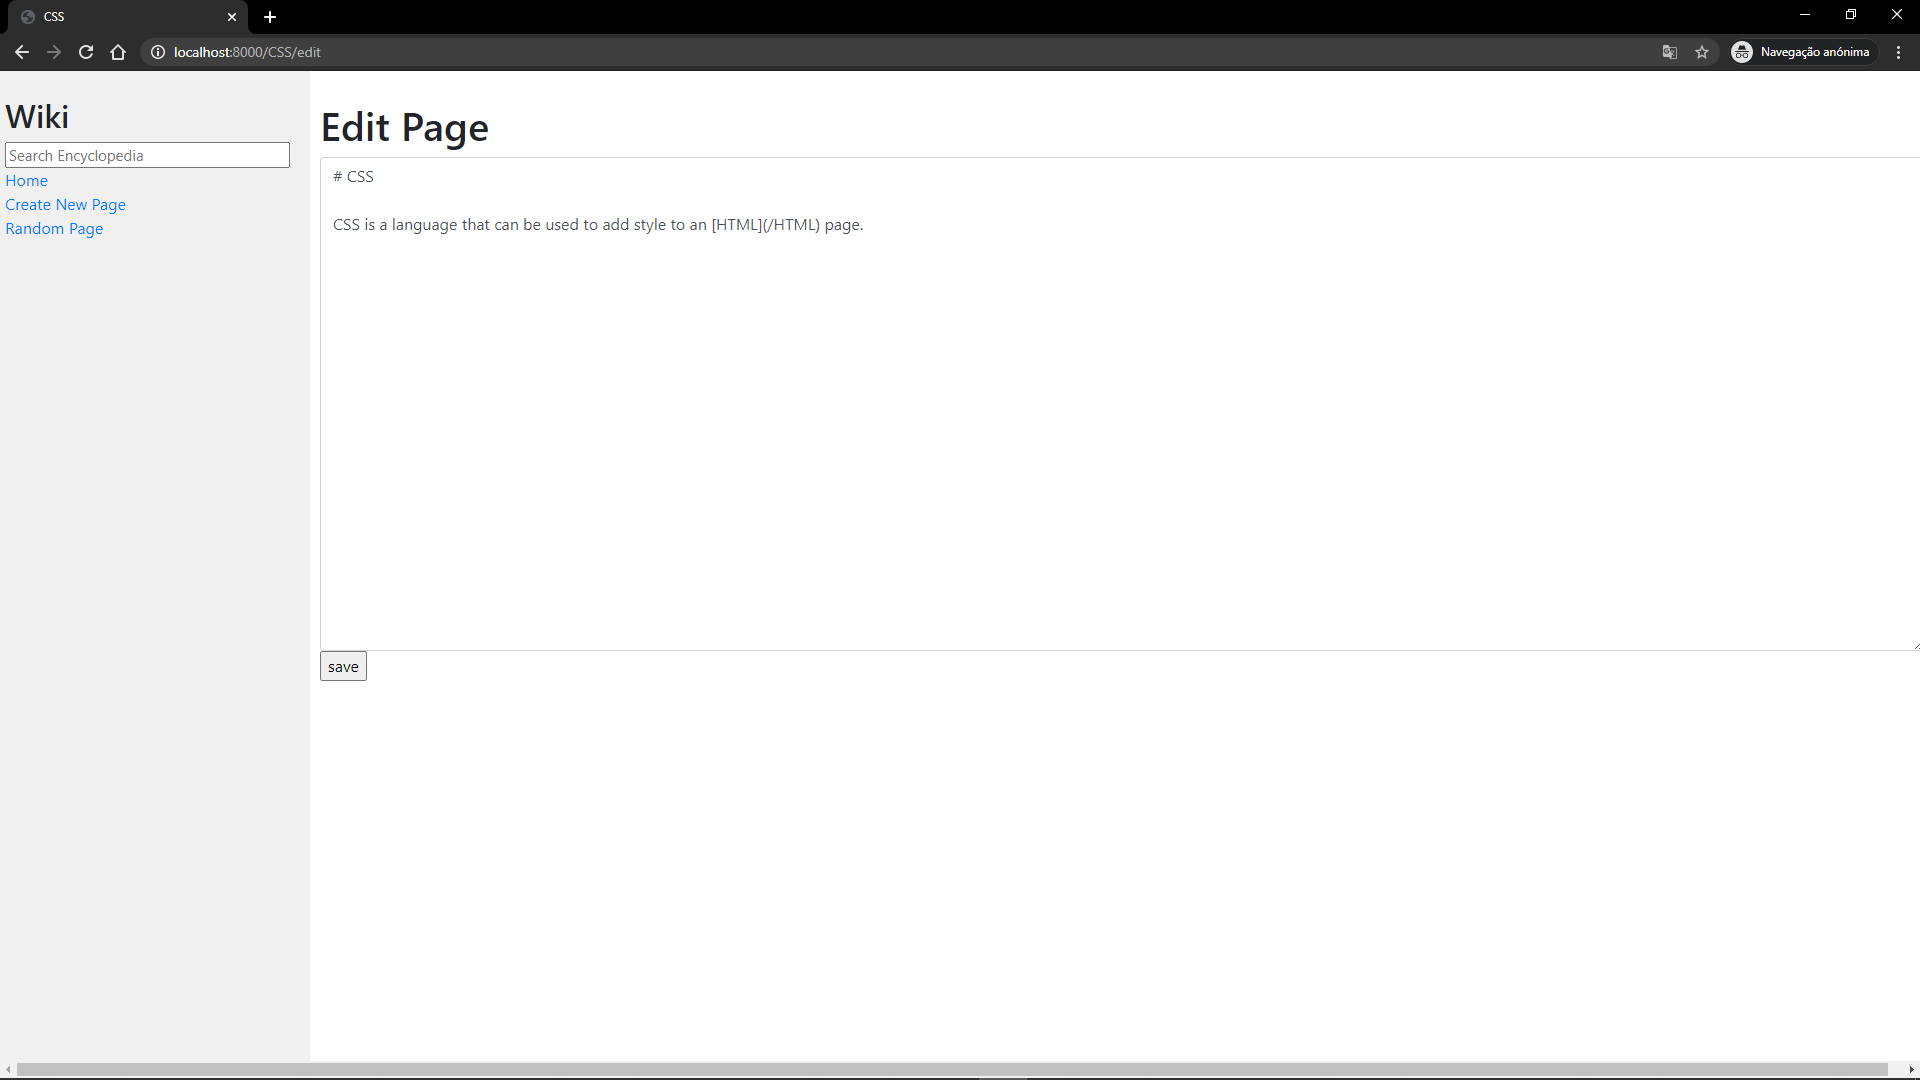 CSS
localhost:8000/CSS/edit
Navegação anónima
Wiki
Search Encyclopedia
Home
Create New Page
Random Page
Edit Page
# CSS
CSS is a language that can be used to add style to an [HTML](/HTML) page.
save